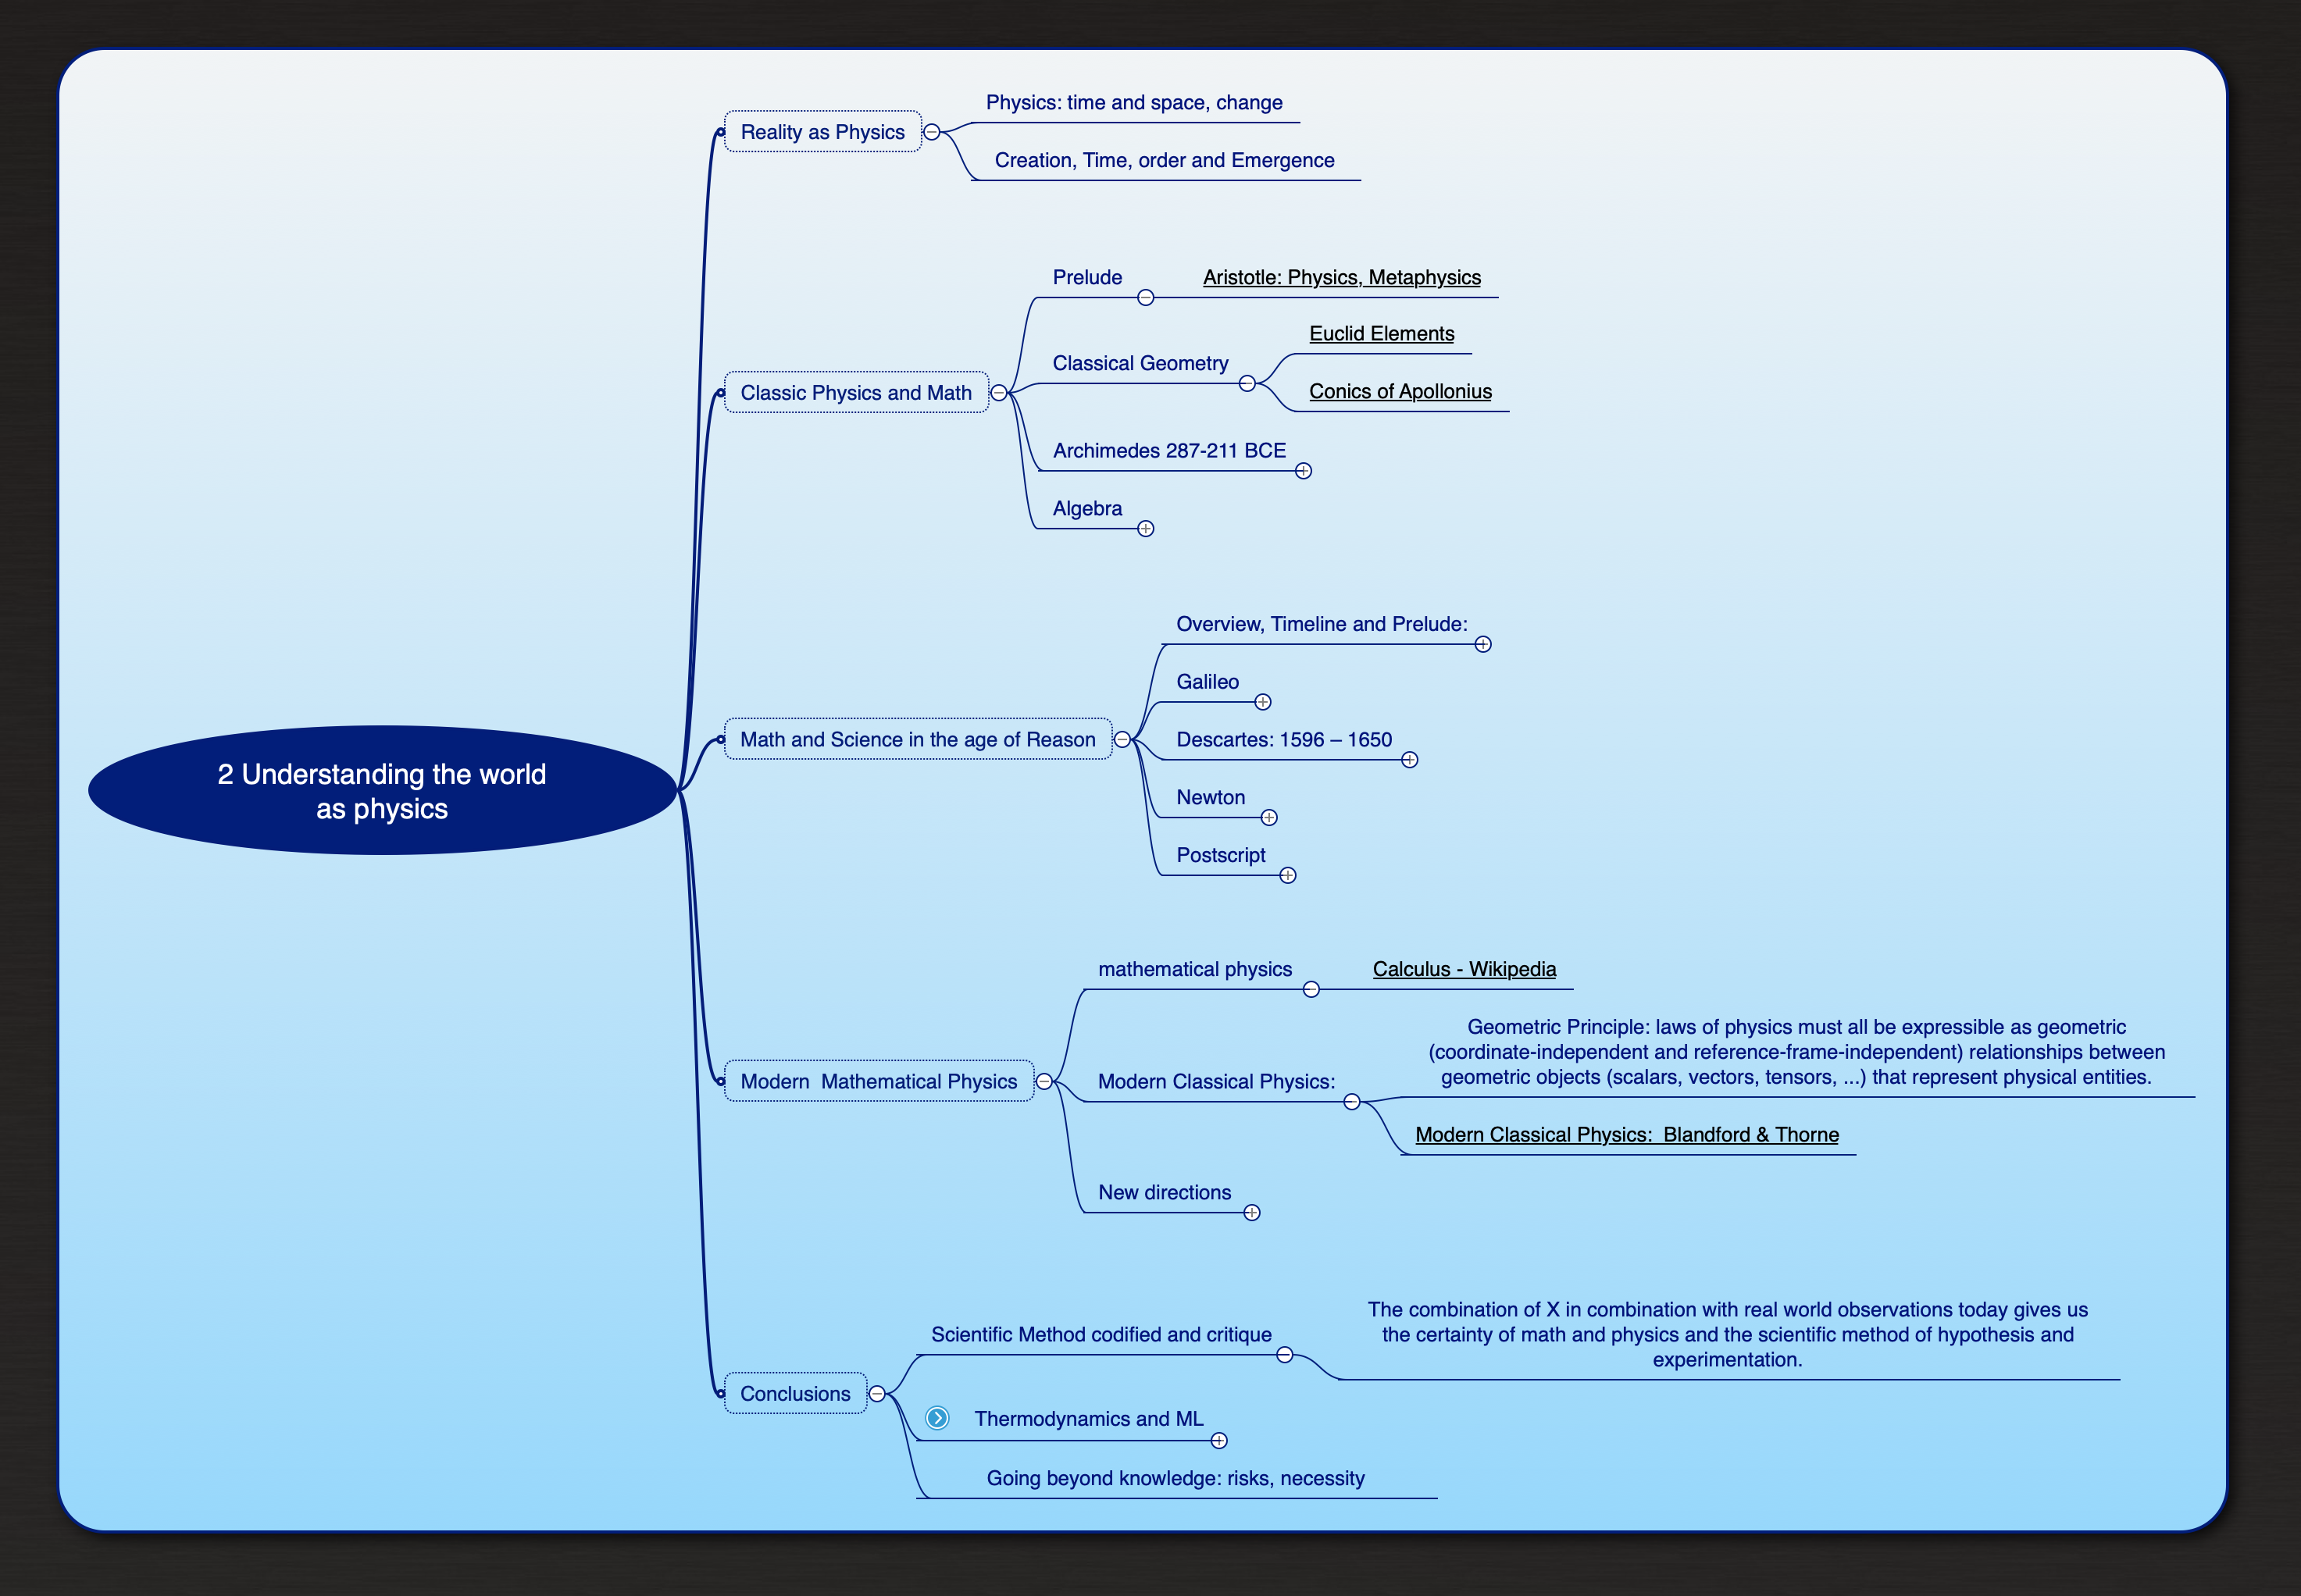 Physics: time and space, change
Reality as Physics
Creation, Time, order and Emergence
Prelude
Aristotle: Physics, Metaphysics
Euclid Elements
Classical Geometry
Conics of Apollonius
Classic Physics and Math
Archimedes 287-211 BCE
Algebra
Overview, Timeline and Prelude:
Galileo
Math and Science in the age of Reason
Descartes: 1596 – 1650
2 Understanding the world
as physics
Newton
Postscript
mathematical physics
Calculus - Wikipedia
Geometric Principle: laws of physics must all be expressible as geometric
(coordinate-independent and reference-frame-independent) relationships between
geometric objects (scalars, vectors, tensors, ...) that represent physical entities.
Modern  Mathematical Physics
Modern Classical Physics:
Modern Classical Physics:  Blandford & Thorne
New directions
The combination of X in combination with real world observations today gives us
the certainty of math and physics and the scientific method of hypothesis and
experimentation.
Scientific Method codified and critique
Conclusions
Thermodynamics and ML
Going beyond knowledge: risks, necessity